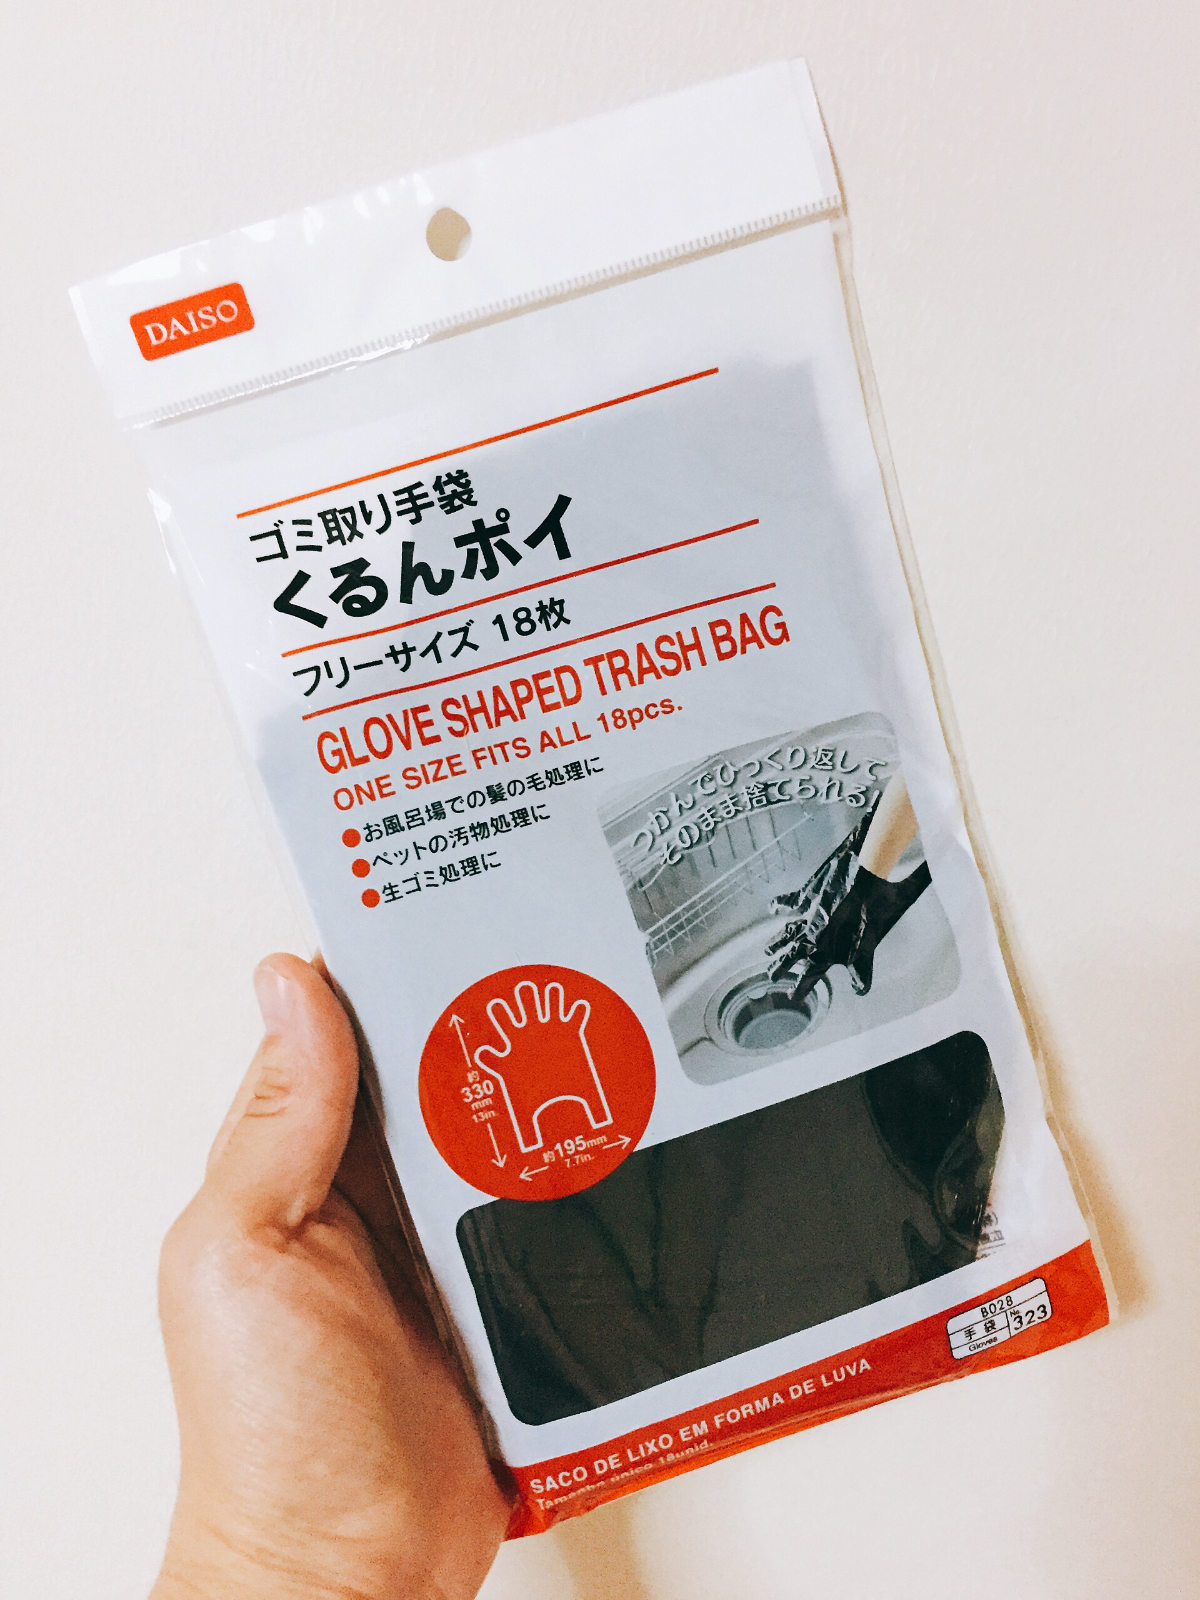 DAISO
ゴミ取り手袋
くるんポイ
フリーサイズ 18枚
GLOVE SHAPED TRASH BAG
ONE SIZE FITS ALL 18pcs.
●お風呂場での髪の毛処理に
●ペットの汚物処理に
●生ゴミ処理に
つかんでひっくり返して
そのまま捨てられる!
約
330
mm
13in.
約195mm
7.7in.
B028
手袋
Gloves
№
323
SACO DE LIXO EM FORMA DE LUVA
Tamanho único 18unid.